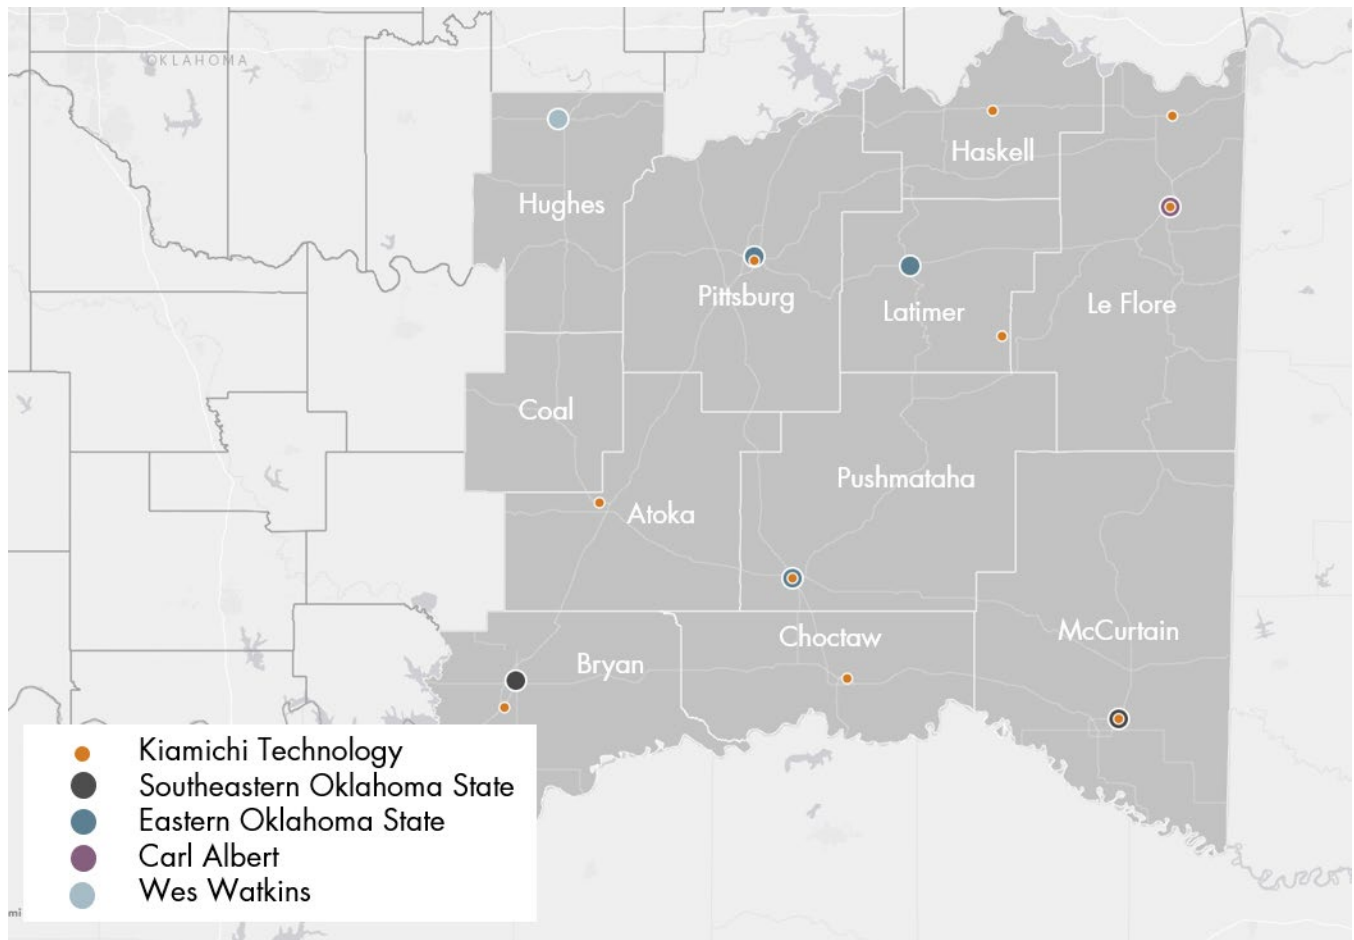 OKLAHOMA
Haskell
Hughes
Pittsburg
Latimer
Le Flore
Coal
Pushmataha
Atoka
McCurtain
Choctaw
Bryan
Kiamichi Technology
Southeastern Oklahoma State
Eastern Oklahoma State
Carl Albert
Wes Watkins
mi